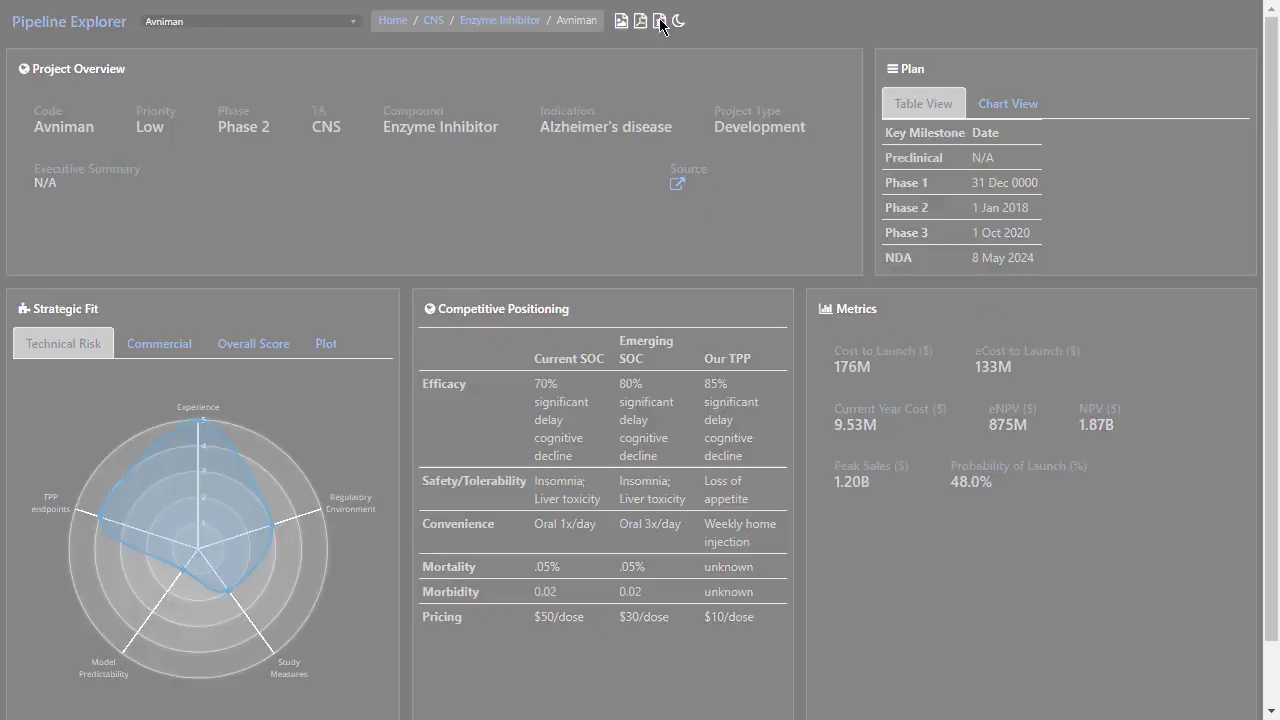 Pipeline Explorer
Avniman
Home / CNS / Enzyme Inhibitor / Avniman
Project Overview
Code
Avniman
Priority
Low
Phase
Phase 2
TA
CNS
Compound
Enzyme Inhibitor
Indication
Alzheimer's disease
Project Type
Development
Executive Summary
N/A
Source
Plan
Table View
Chart View
Key Milestone Date
Preclinical N/A
Phase 1 31 Dec 0000
Phase 2 1 Jan 2018
Phase 3 1 Oct 2020
NDA 8 May 2024
Strategic Fit
Technical Risk
Commercial
Overall Score
Plot
Experience
5
4
3
2
1
TPP
endpoints
Regulatory
Environment
Model
Predictability
Study
Measures
Competitive Positioning
Current SOC
Emerging
SOC
Our TPP
Efficacy
70%
significant
delay
cognitive
decline
80%
significant
delay
cognitive
decline
85%
significant
delay
cognitive
decline
Safety/Tolerability
Insomnia;
Liver toxicity
Insomnia;
Liver toxicity
Loss of
appetite
Convenience
Oral 1x/day
Oral 3x/day
Weekly home
injection
Mortality .05% .05% unknown
Morbidity 0.02 0.02 unknown
Pricing $50/dose $30/dose $10/dose
Metrics
Cost to Launch ($)
176M
eCost to Launch ($)
133M
Current Year Cost ($)
9.53M
eNPV ($)
875M
NPV ($)
1.87B
Peak Sales ($)
1.20B
Probability of Launch (%)
48.0%